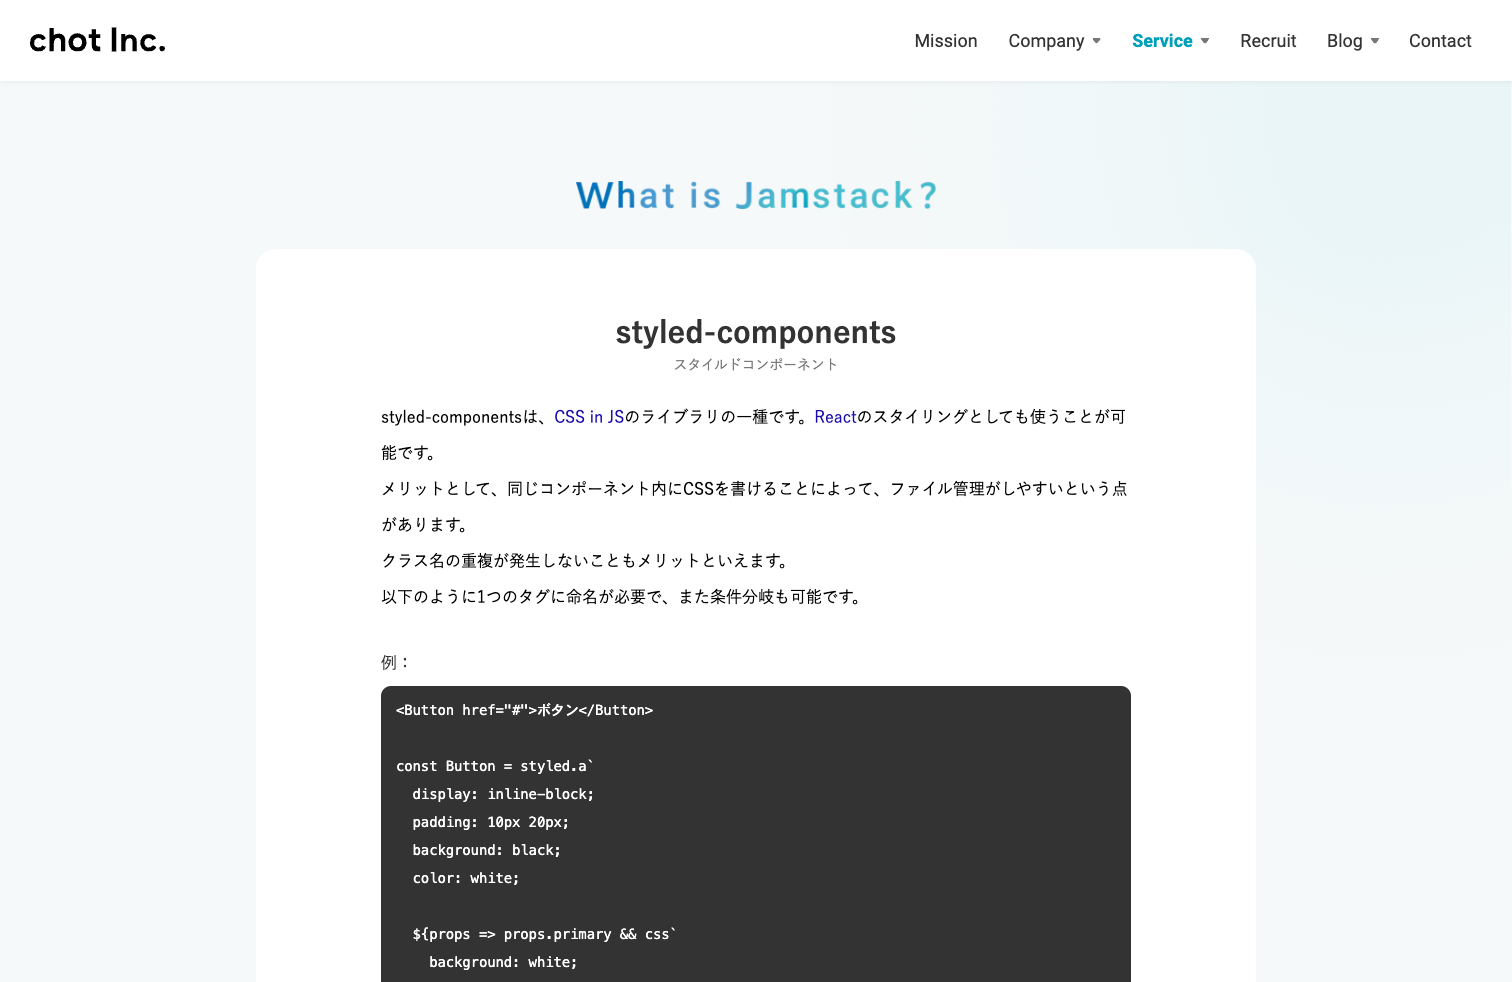 chot Inc.
Mission Company Service Recruit Blog Contact
What is Jamstack?
styled-components
スタイルドコンポーネント
styled-componentsは、CSS in JSのライブラリの一種です。Reactのスタイリングとしても使うことが可
能です。
メリットとして、同じコンポーネント内にCSSを書けることによって、ファイル管理がしやすいという点
があります。
クラス名の重複が発生しないこともメリットといえます。
以下のように1つのタグに命名が必要で、また条件分岐も可能です。
例：
<Button href="#">ボタン</Button>
const Button = styled.a`
  display: inline-block;
  padding: 10px 20px;
  background: black;
  color: white;
  ${props => props.primary && css`
    background: white;